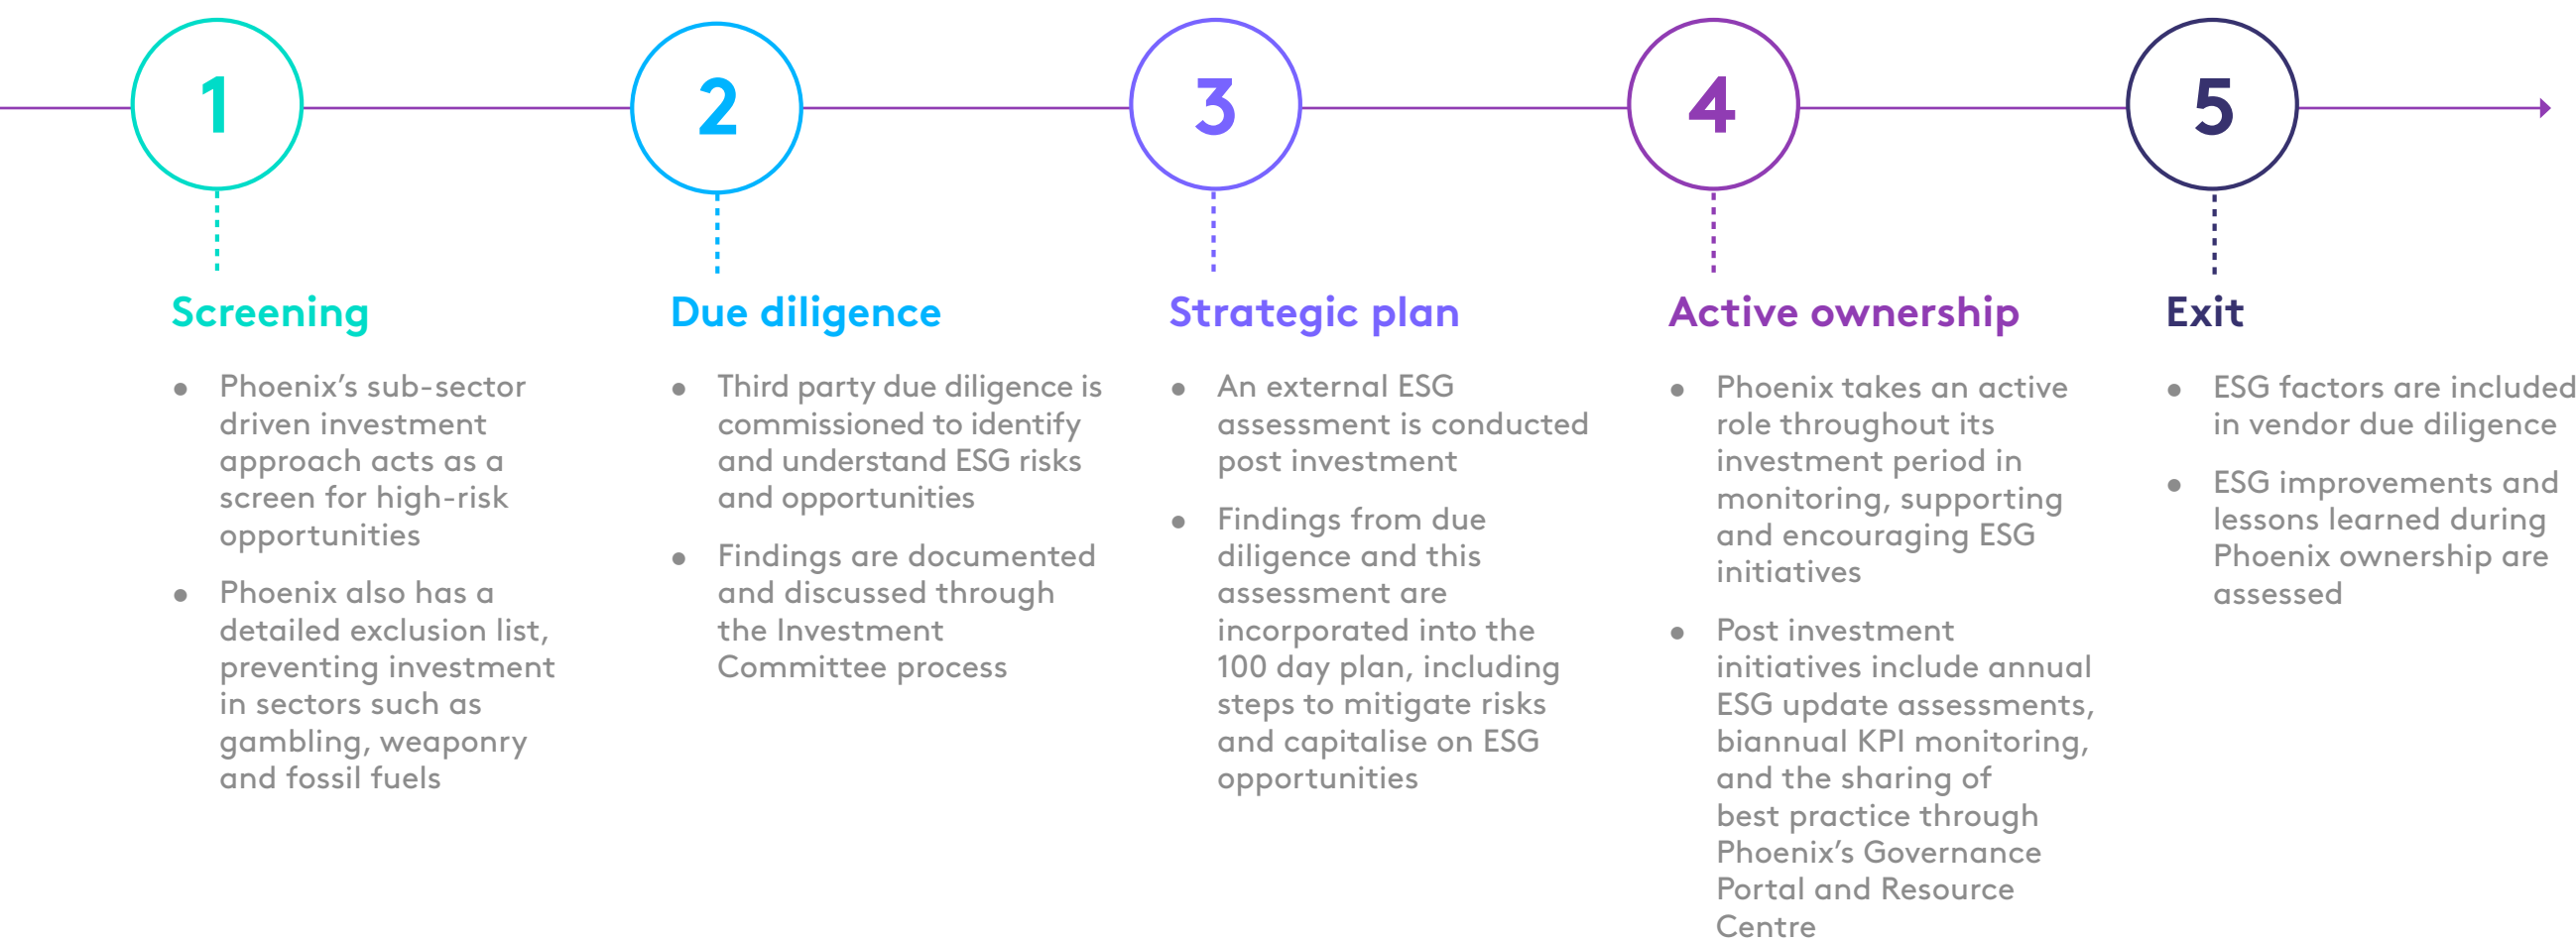 1
2
3
4
5
Screening
● Phoenix’s sub-sector
driven investment
approach acts as a
screen for high-risk
opportunities
● Phoenix also has a
detailed exclusion list,
preventing investment
in sectors such as
gambling, weaponry
and fossil fuels
Due diligence
● Third party due diligence is
commissioned to identify
and understand ESG risks
and opportunities
● Findings are documented
and discussed through
the Investment
Committee process
Strategic plan
● An external ESG
assessment is conducted
post investment
● Findings from due
diligence and this
assessment are
incorporated into the
100 day plan, including
steps to mitigate risks
and capitalise on ESG
opportunities
Active ownership
● Phoenix takes an active
role throughout its
investment period in
monitoring, supporting
and encouraging ESG
initiatives
● Post investment
initiatives include annual
ESG update assessments,
biannual KPI monitoring,
and the sharing of
best practice through
Phoenix’s Governance
Portal and Resource
Centre
Exit
● ESG factors are included
in vendor due diligence
● ESG improvements and
lessons learned during
Phoenix ownership are
assessed